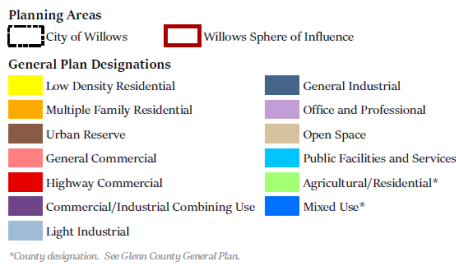 Planning Areas
City of Willows
Willows Sphere of Influence
General Plan Designations
Low Density Residential
Multiple Family Residential
Urban Reserve
General Commercial
Highway Commercial
Commercial/Industrial Combining Use
Light Industrial
General Industrial
Office and Professional
Open Space
Public Facilities and Services
Agricultural/Residential*
Mixed Use*
*County designation. See Glenn County General Plan.